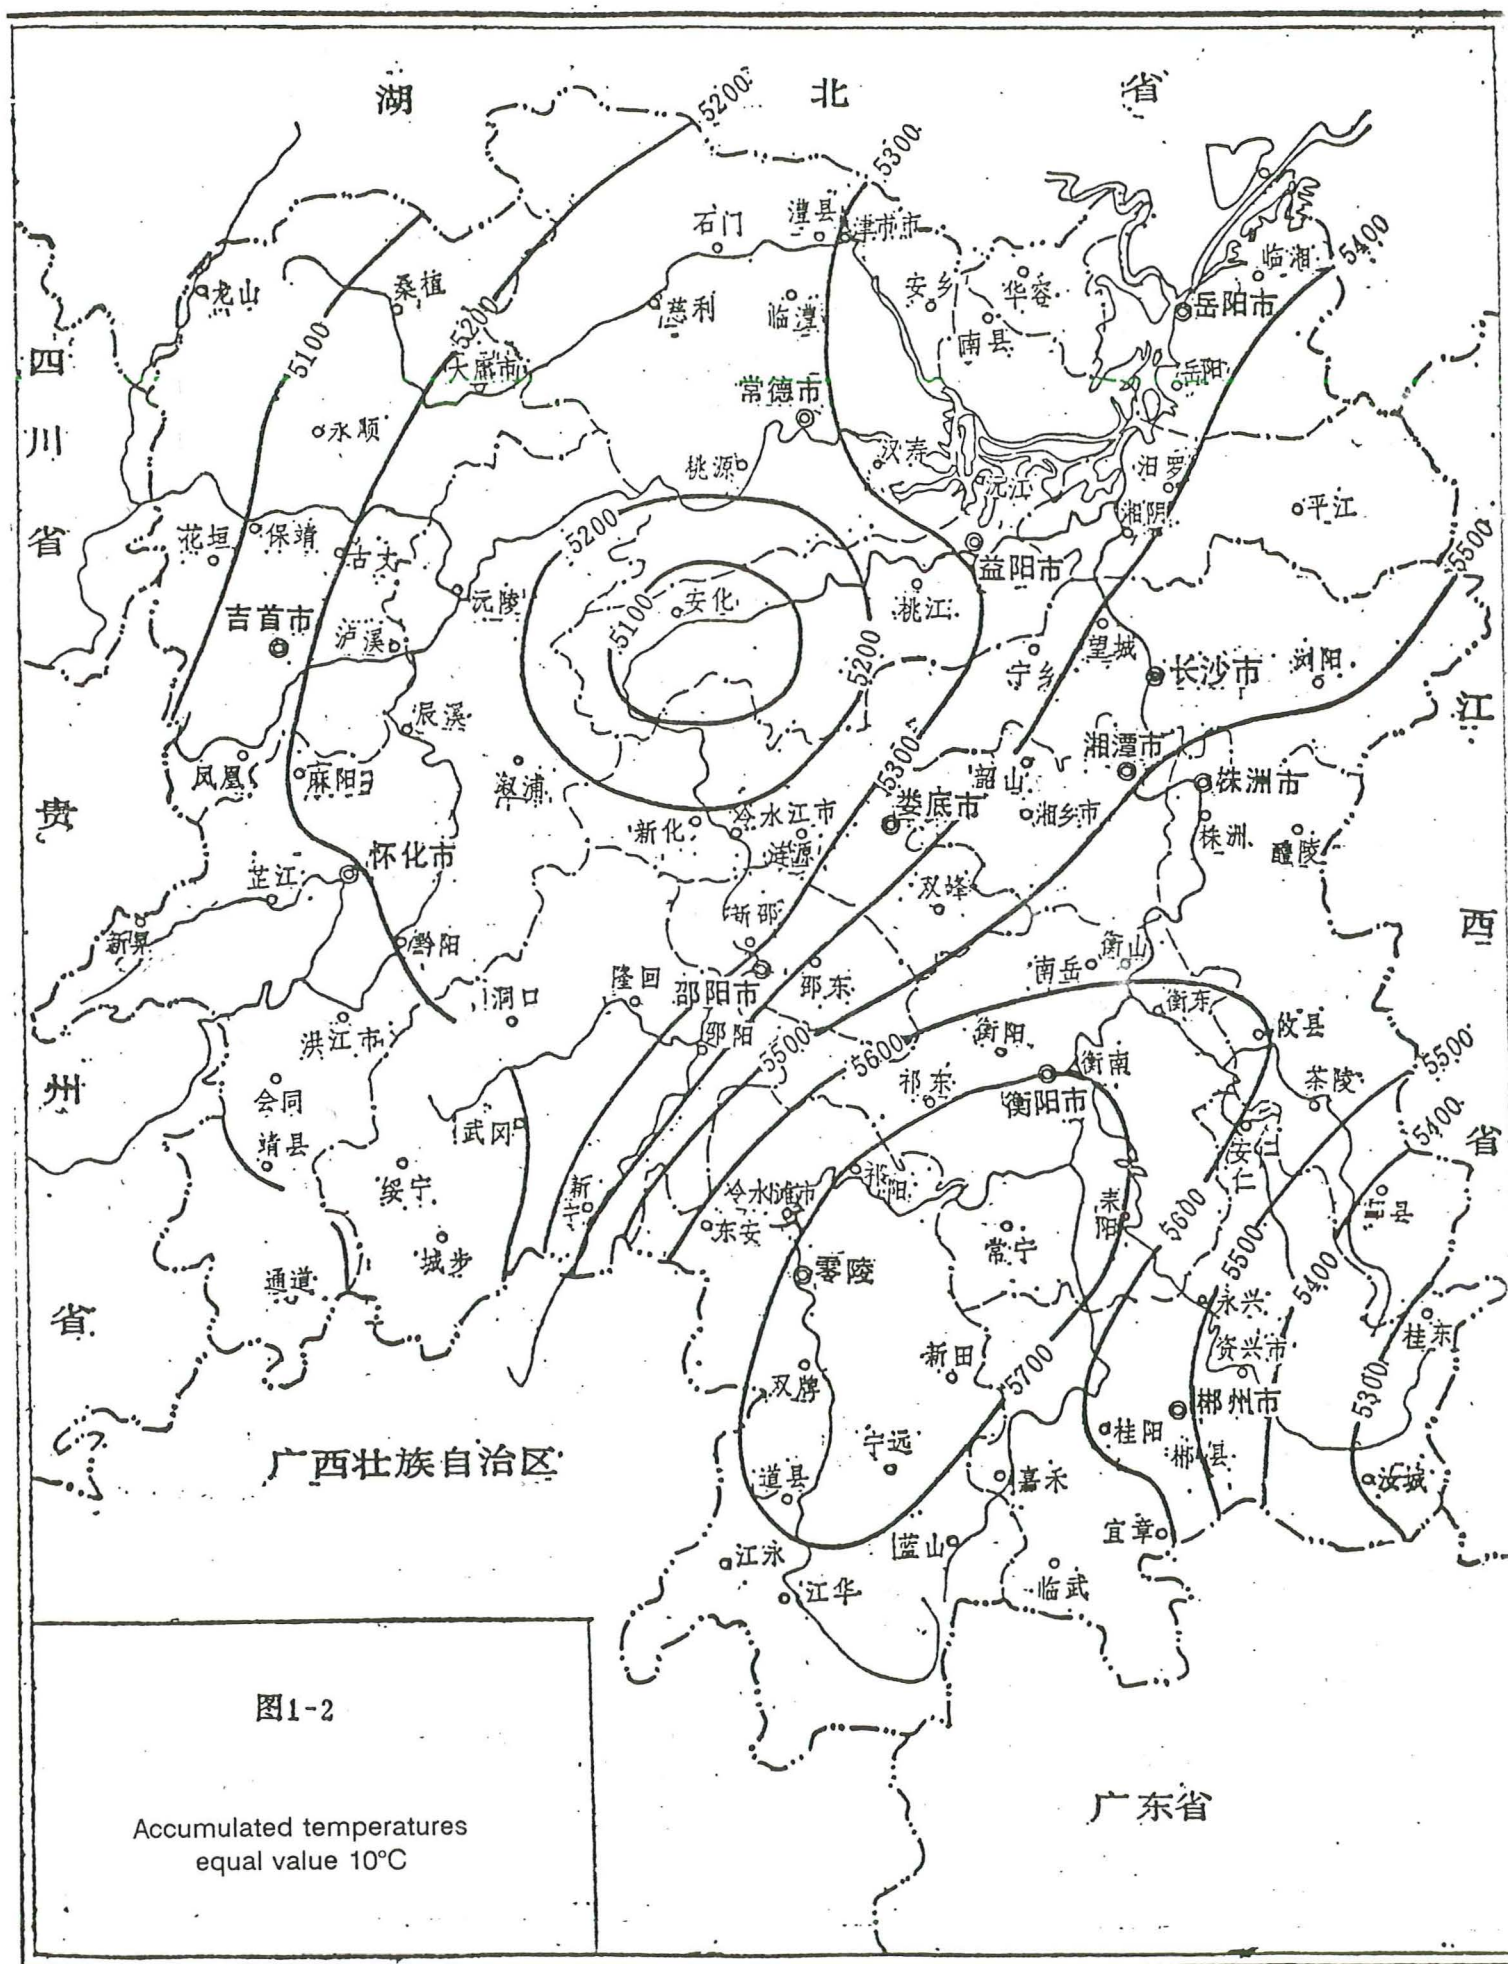 湖 北 省
5200
5300
5400
石门
澧县
津市市
临湘
龙山
桑植
慈利
临澧
安乡
华容
南县
岳阳市
5100
5200
大庸市
岳阳
四川省
常德市
永顺
桃源
汉寿
沅江
汨罗
湘阴
平江
5500
花垣
保靖
古丈
5200
益阳市
沅陵
5100
安化
桃江
吉首市
泸溪
5200
宁乡
望城
长沙市
浏阳
辰溪
江西省
凤凰
麻阳
溆浦
5300
韶山
湘潭市
株洲市
贵州省
新化
冷水江市
娄底市
湘乡市
株洲
醴陵
涟源
怀化市
芷江
双峰
新邵
新晃
黔阳
衡山
南岳
隆回
邵阳市
邵东
洞口
衡东
洪江市
邵阳
5500
5600
衡阳
攸县
5500
会同
祁东
衡南
衡阳市
茶陵
5400
靖县
武冈
安仁
绥宁
新宁
冷水滩市
祁阳
东安
耒阳
5600
酃县
城步
常宁
5500
通道
零陵
5400
永兴
资兴市
桂东
新田
5700
双牌
郴州市
5300
广西壮族自治区
宁远
桂阳
郴县
道县
嘉禾
汝城
宜章
江永
蓝山
江华
临武
图1-2
Accumulated temperatures
equal value 10°C
广东省